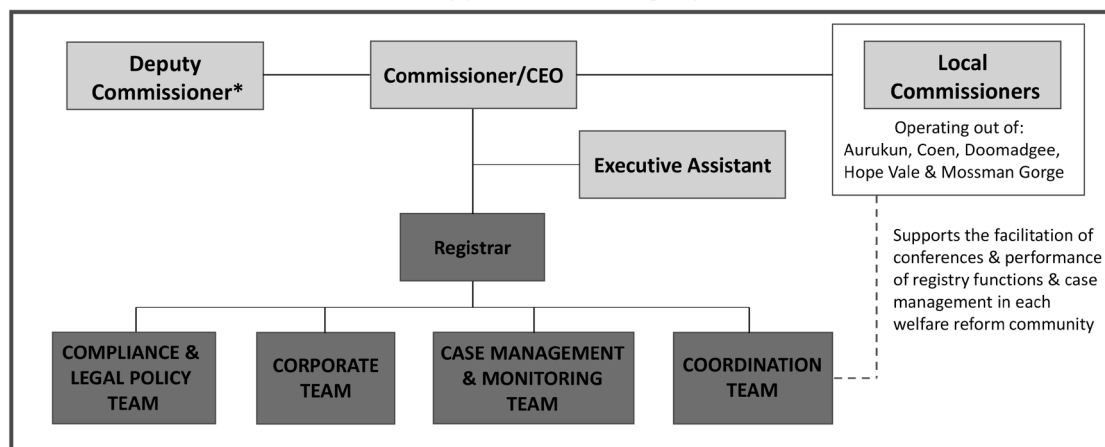 Deputy
Commissioner*
Commissioner/CEO
Local
Commissioners
Operating out of:
Aurukun, Coen, Doomadgee,
Hope Vale & Mossman Gorge
Executive Assistant
Registrar
Supports the facilitation of
conferences & performance
of registry functions & case
management in each
welfare reform community
COMPLIANCE &
LEGAL POLICY
TEAM
CORPORATE
TEAM
CASE MANAGEMENT
& MONITORING
TEAM
COORDINATION
TEAM